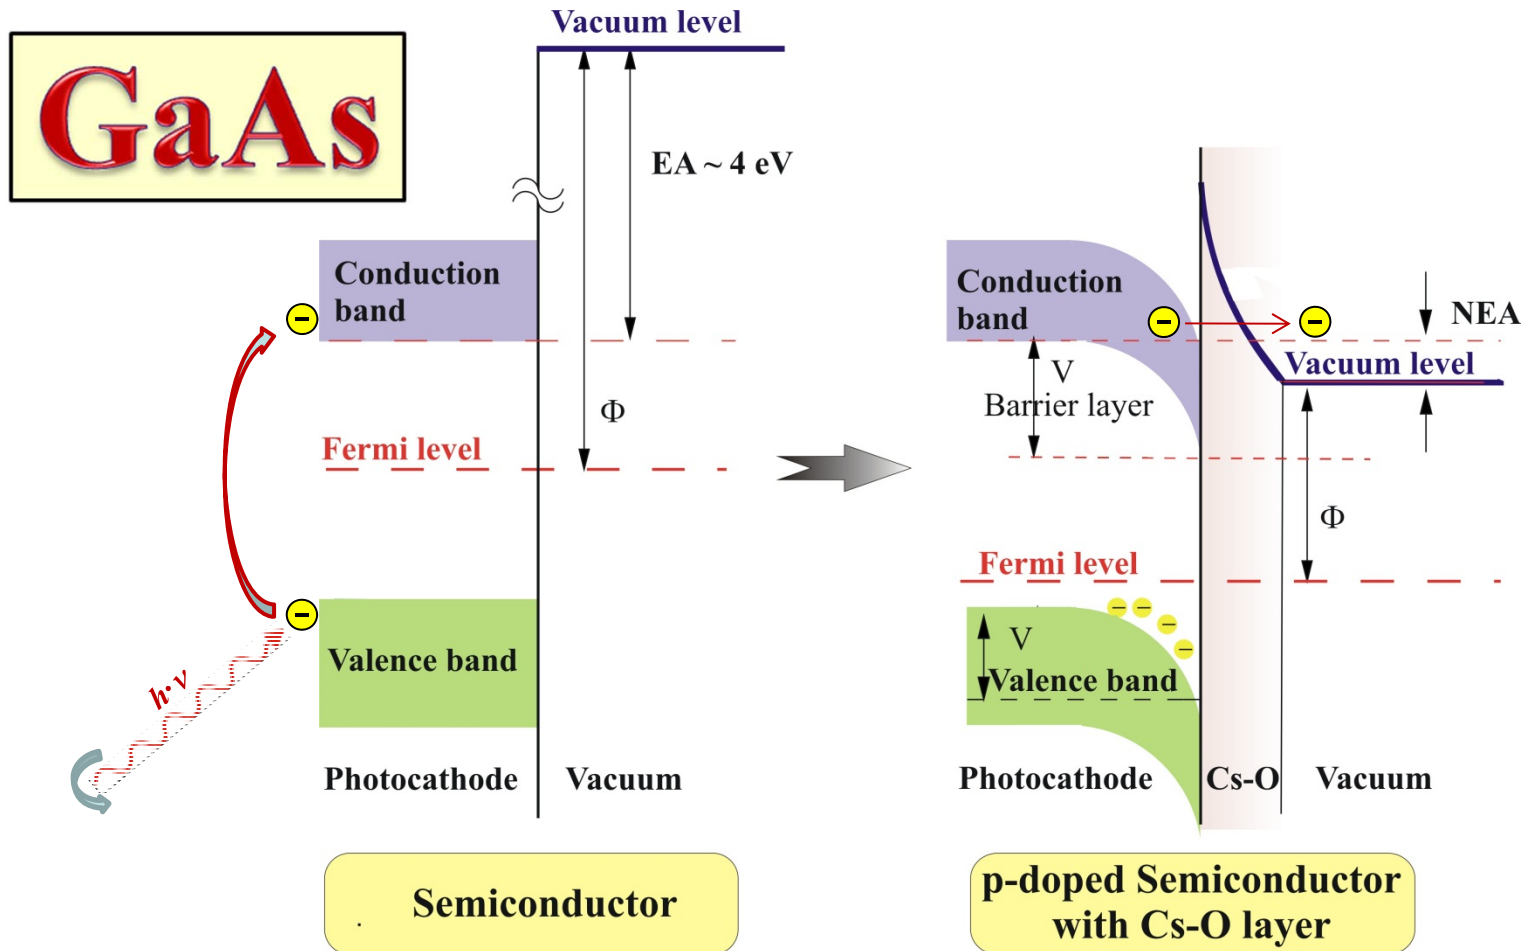 GaAs
Vacuum level
EA ~ 4 eV
Conduction
band
Φ
Fermi level
Valence band
h·ν
Photocathode
Vacuum
Semiconductor
.
Conduction
band
NEA
V
Vacuum level
Barrier layer
Φ
Fermi level
V
Valence band
Photocathode
Cs-O
Vacuum
p-doped Semiconductor
with Cs-O layer